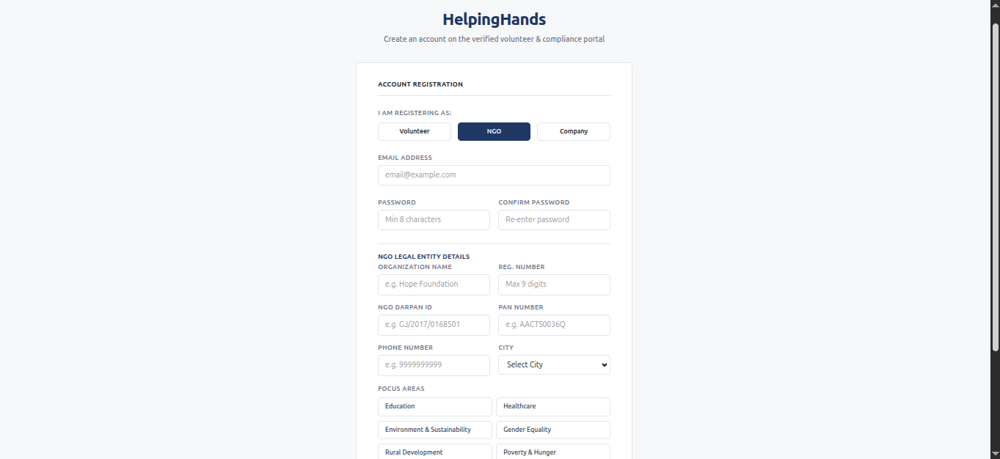 HelpingHands
Create an account on the verified volunteer & compliance portal
ACCOUNT REGISTRATION
I AM REGISTERING AS:
Volunteer NGO Company
EMAIL ADDRESS
email@example.com
PASSWORD CONFIRM PASSWORD
Min 8 characters Re-enter password
NGO LEGAL ENTITY DETAILS
ORGANIZATION NAME REG. NUMBER
e.g. Hope Foundation Max 9 digits
NGO DARPAN ID PAN NUMBER
e.g. GJ/2017/0168501 e.g. AACTS0036Q
PHONE NUMBER CITY
e.g. 9999999999 Select City
FOCUS AREAS
Education Healthcare
Environment & Sustainability Gender Equality
Rural Development Poverty & Hunger